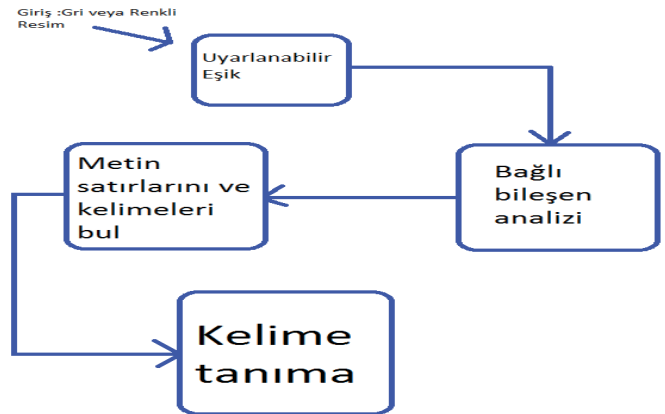 Giriş :Gri veya Renkli
Resim
Uyarlanabilir
Eşik
Bağlı
bileşen
analizi
Metin
satırlarını ve
kelimeleri
bul
Kelime
tanıma